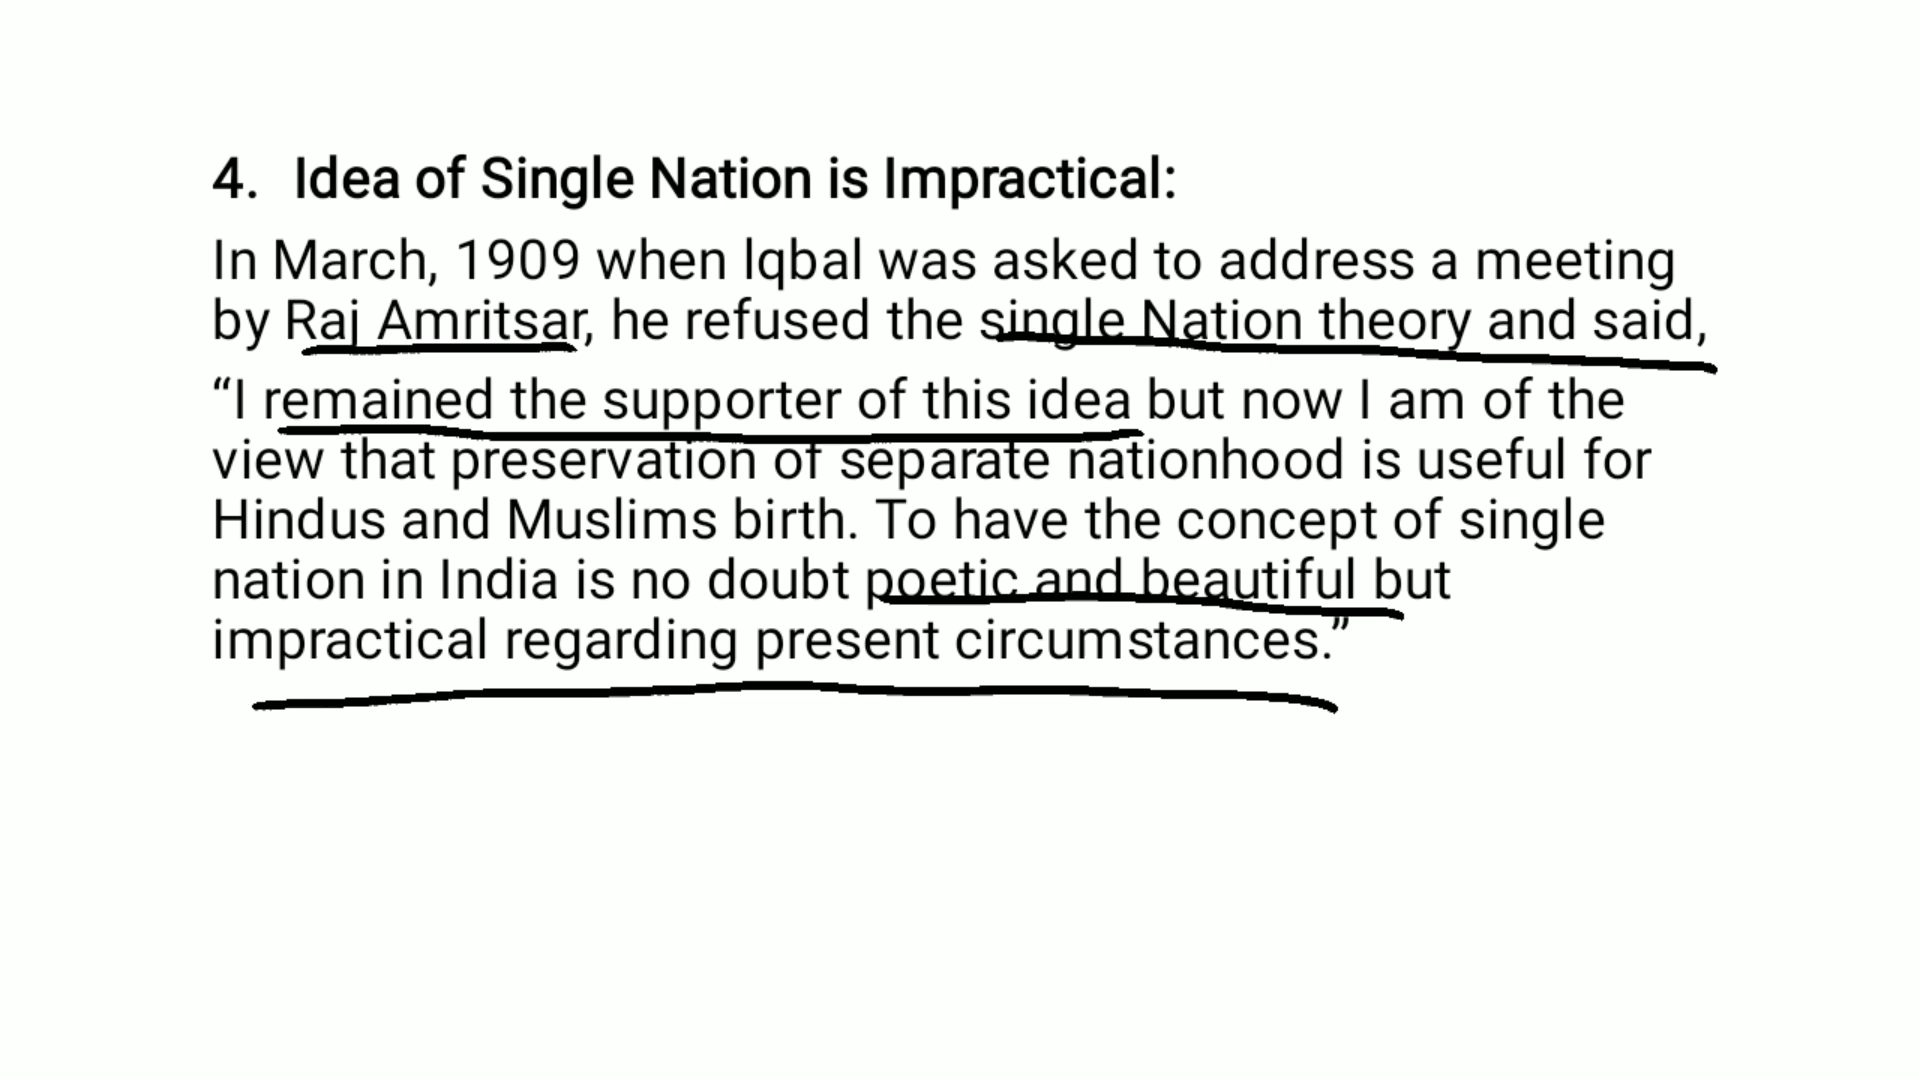 4. Idea of Single Nation is Impractical:
In March, 1909 when Iqbal was asked to address a meeting
by Raj Amritsar, he refused the single Nation theory and said,
“I remained the supporter of this idea but now I am of the
view that preservation of separate nationhood is useful for
Hindus and Muslims birth. To have the concept of single
nation in India is no doubt poetic and beautiful but
impractical regarding present circumstances.”